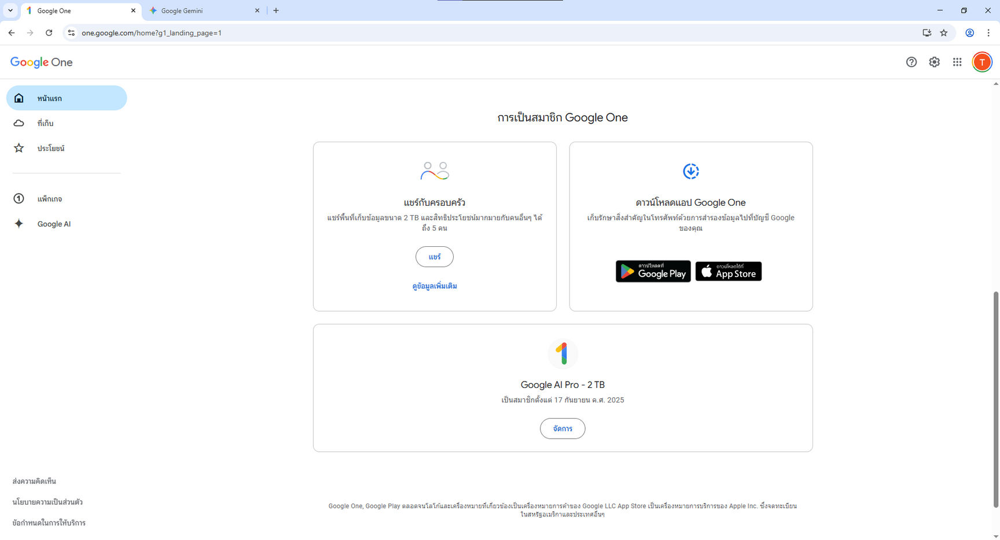 Google One
Google Gemini
one.google.com/home?g1_landing_page=1
Google One
T
หน้าแรก
ที่เก็บ
ประโยชน์
แพ็กเกจ
Google AI
ส่งความคิดเห็น
นโยบายความเป็นส่วนตัว
ข้อกำหนดในการให้บริการ
การเป็นสมาชิก Google One
แชร์กับครอบครัว
แชร์พื้นที่เก็บข้อมูลขนาด 2 TB และสิทธิประโยชน์มากมายกับคนอื่นๆ ได้
ถึง 5 คน
แชร์
ดูข้อมูลเพิ่มเติม
ดาวน์โหลดแอป Google One
เก็บรักษาสิ่งสำคัญในโทรศัพท์ด้วยการสำรองข้อมูลไปที่บัญชี Google
ของคุณ
ดาวน์โหลดที่
Google Play
ดาวน์โหลดได้ที่
App Store
Google AI Pro - 2 TB
เป็นสมาชิกตั้งแต่ 17 กันยายน ค.ศ. 2025
จัดการ
Google One, Google Play ตลอดจนโลโก้และเครื่องหมายที่เกี่ยวข้องเป็นเครื่องหมายการค้าของ Google LLC App Store เป็นเครื่องหมายการบริการของ Apple Inc. ซึ่งจดทะเบียน
ในสหรัฐอเมริกาและประเทศอื่นๆ